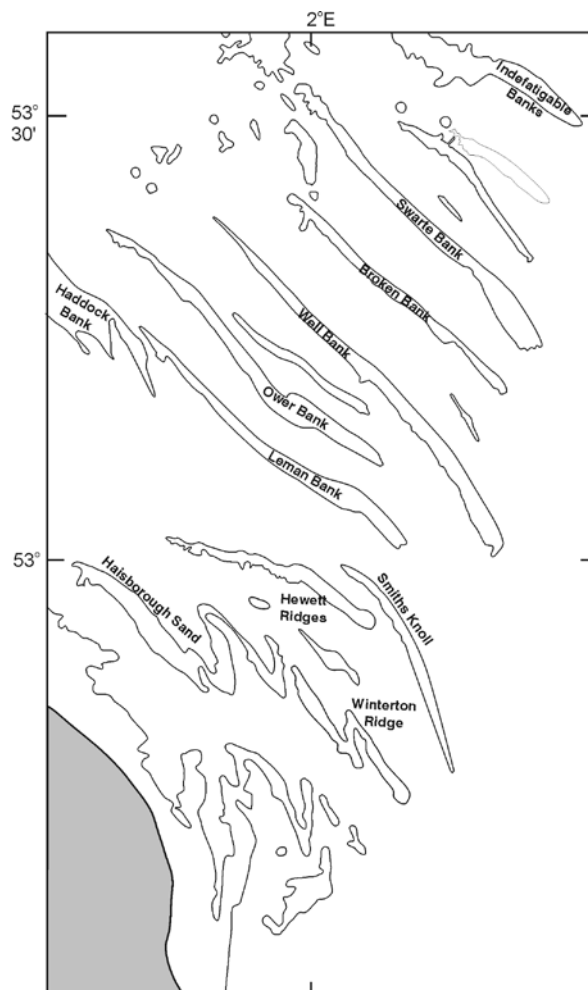 2°E
Indefatigable
Banks
53°
30'
Swarte Bank
Broken Bank
Haddock
Bank
Well Bank
Ower Bank
Leman Bank
53°
Haisborough Sand
Hewett
Ridges
Smiths Knoll
Winterton
Ridge